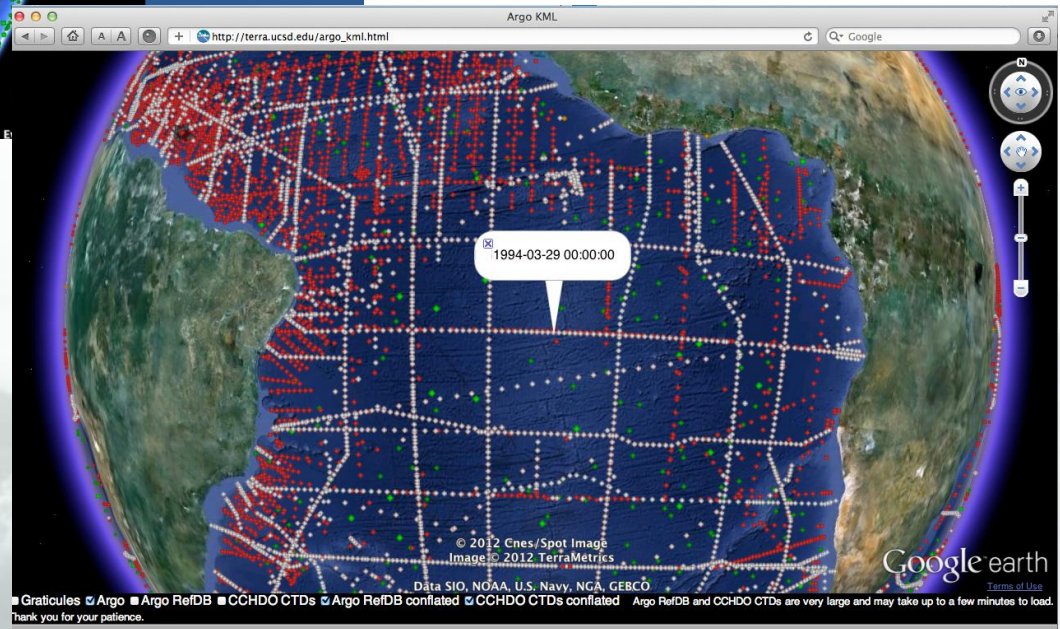 Argo KML
A A + http://terra.ucsd.edu/argo_kml.html Google
N
1994-03-29 00:00:00
© 2012 Cnes/Spot Image
Image © 2012 TerraMetrics
Data SIO, NOAA, U.S. Navy, NGA, GEBCO
Google earth
Terms of Use
Graticules Argo Argo RefDB CCHDO CTDs Argo RefDB conflated CCHDO CTDs conflated Argo RefDB and CCHDO CTDs are very large and may take up to a few minutes to load.
Thank you for your patience.